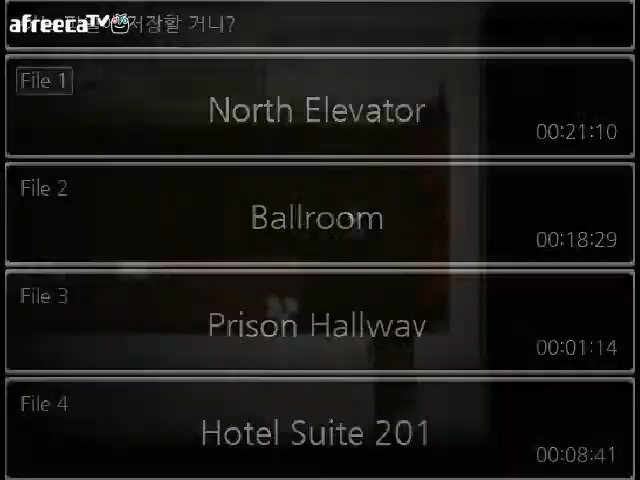 afreecaTV
저장할 거니?
File 1
North Elevator
00:21:10
File 2
Ballroom
00:18:29
File 3
Prison Hallway
00:01:14
File 4
Hotel Suite 201
00:08:41